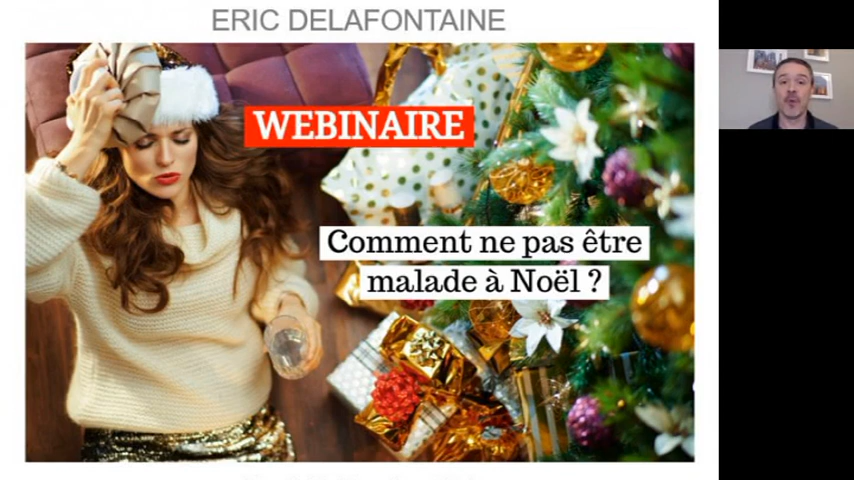 ERIC DELAFONTAINE
WEBINAIRE
Comment ne pas être
malade à Noël ?